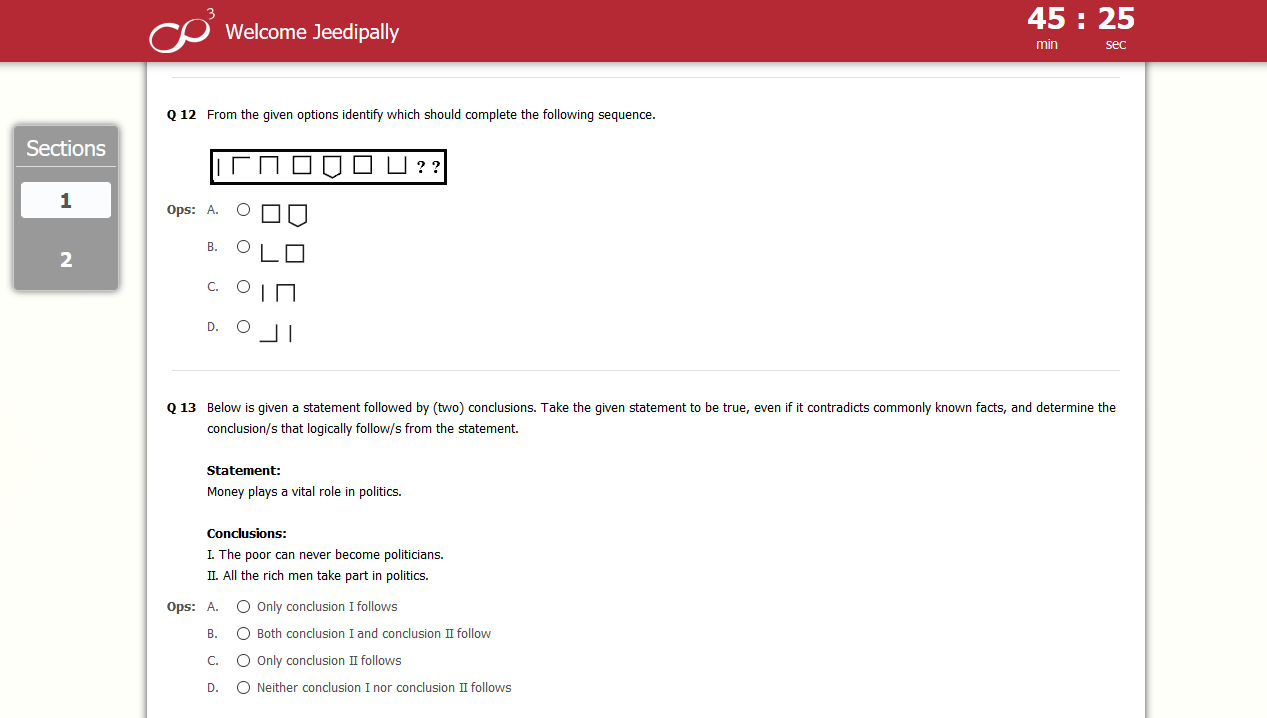 3
Welcome Jeedipally
45 : 25
min sec
Sections
1
2
Q 12 From the given options identify which should complete the following sequence.
? ?
Ops: A.
B.
C.
D.
Q 13 Below is given a statement followed by (two) conclusions. Take the given statement to be true, even if it contradicts commonly known facts, and determine the
conclusion/s that logically follow/s from the statement.
Statement:
Money plays a vital role in politics.
Conclusions:
I. The poor can never become politicians.
II. All the rich men take part in politics.
Ops: A. Only conclusion I follows
B. Both conclusion I and conclusion II follow
C. Only conclusion II follows
D. Neither conclusion I nor conclusion II follows